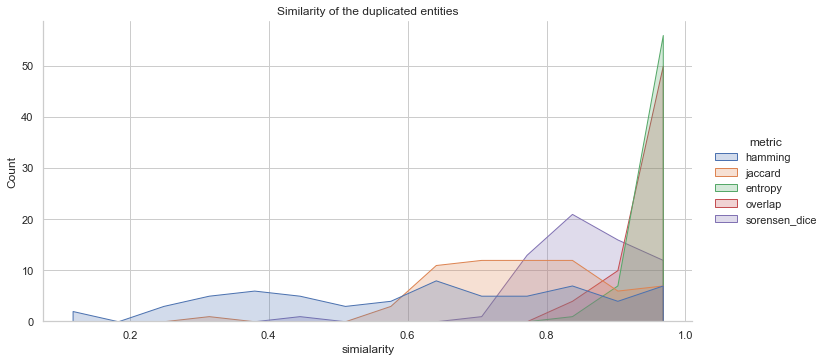 Similarity of the duplicated entities
Count
50
40
30
20
10
0
0.2
0.4
0.6
0.8
1.0
simialarity
metric
hamming
jaccard
entropy
overlap
sorensen_dice